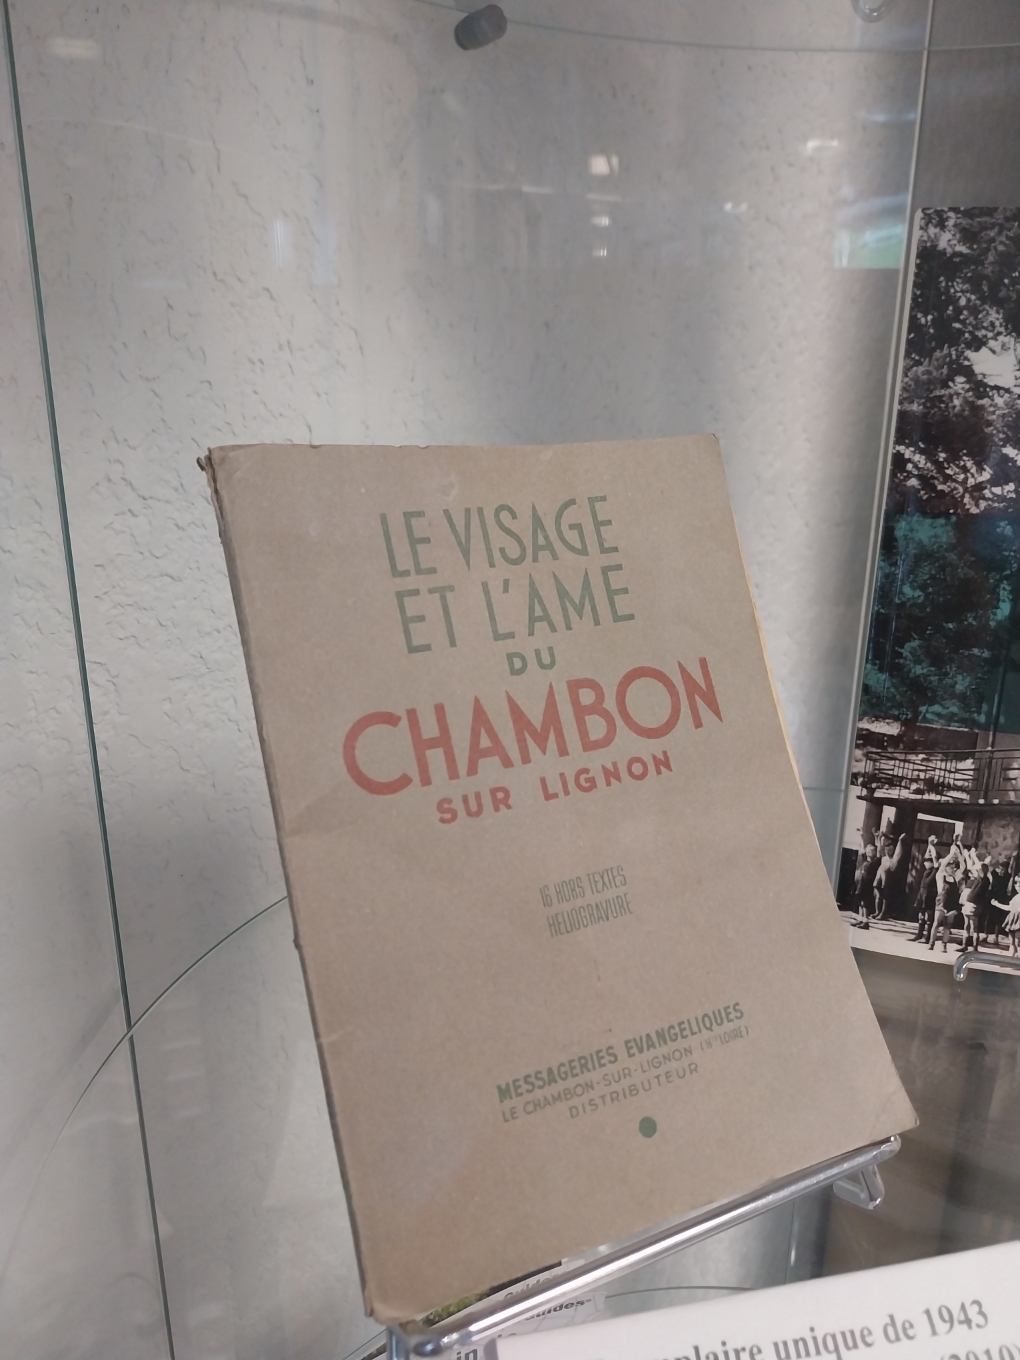 LE VISAGE
ET L'AME
DU
CHAMBON
SUR LIGNON
16 HORS TEXTES
HELIOGRAVURE
MESSAGERIES EVANGELIQUES
LE CHAMBON-SUR-LIGNON (Hte LOIRE)
DISTRIBUTEUR
unique de 1943
(2010)